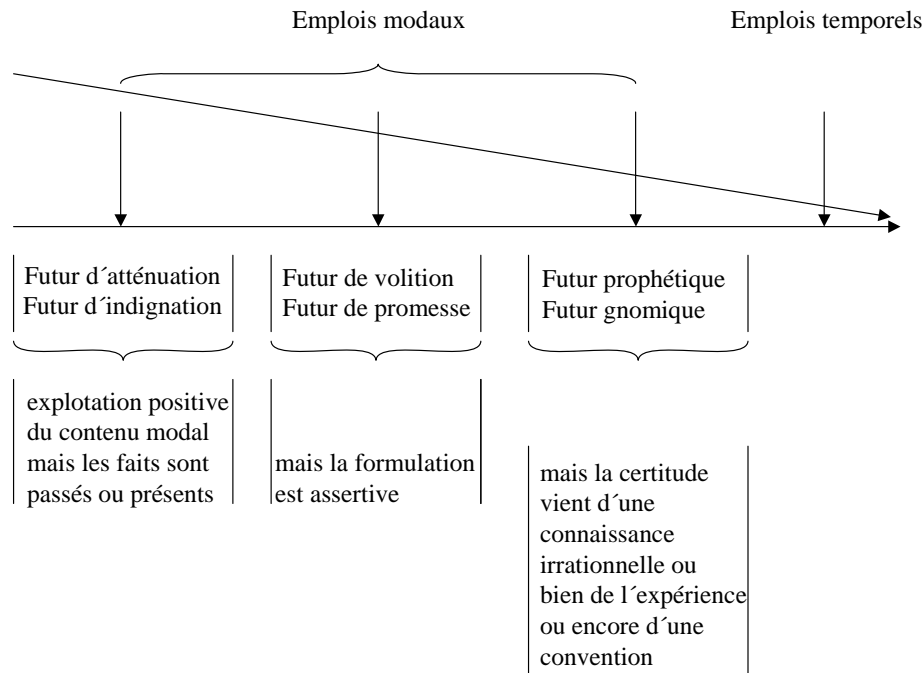 Emplois modaux
Emplois temporels
Futur d´atténuation
Futur d´indignation
Futur de volition
Futur de promesse
Futur prophétique
Futur gnomique
explotation positive
du contenu modal
mais les faits sont
passés ou présents
mais la formulation
est assertive
mais la certitude
vient d´une
connaissance
irrationnelle ou
bien de l´expérience
ou encore d´une
convention